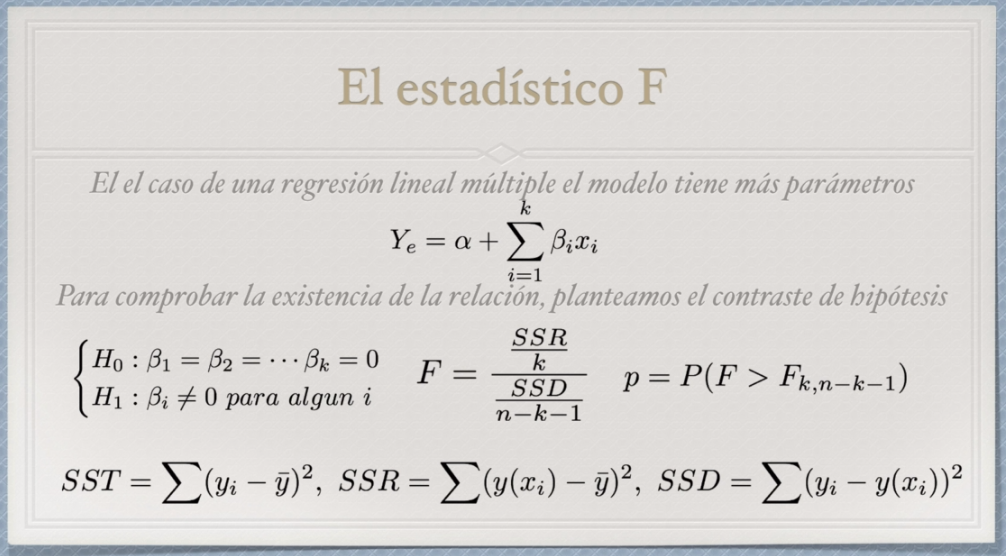 El estadístico F
El el caso de una regresión lineal múltiple el modelo tiene más parámetros
$Y_e = \alpha + \sum_{i=1}^{k} \beta_i x_i$
Para comprobar la existencia de la relación, planteamos el contraste de hipótesis
$\begin{cases} H_0 : \beta_1 = \beta_2 = \cdots \beta_k = 0 \\ H_1 : \beta_i \neq 0 \text{ para algun } i \end{cases}$ $F = \frac{\frac{SSR}{k}}{\frac{SSD}{n-k-1}}$ $p = P(F > F_{k,n-k-1})$
$SST = \sum (y_i - \bar{y})^2, \; SSR = \sum (y(x_i) - \bar{y})^2, \; SSD = \sum (y_i - y(x_i))^2$